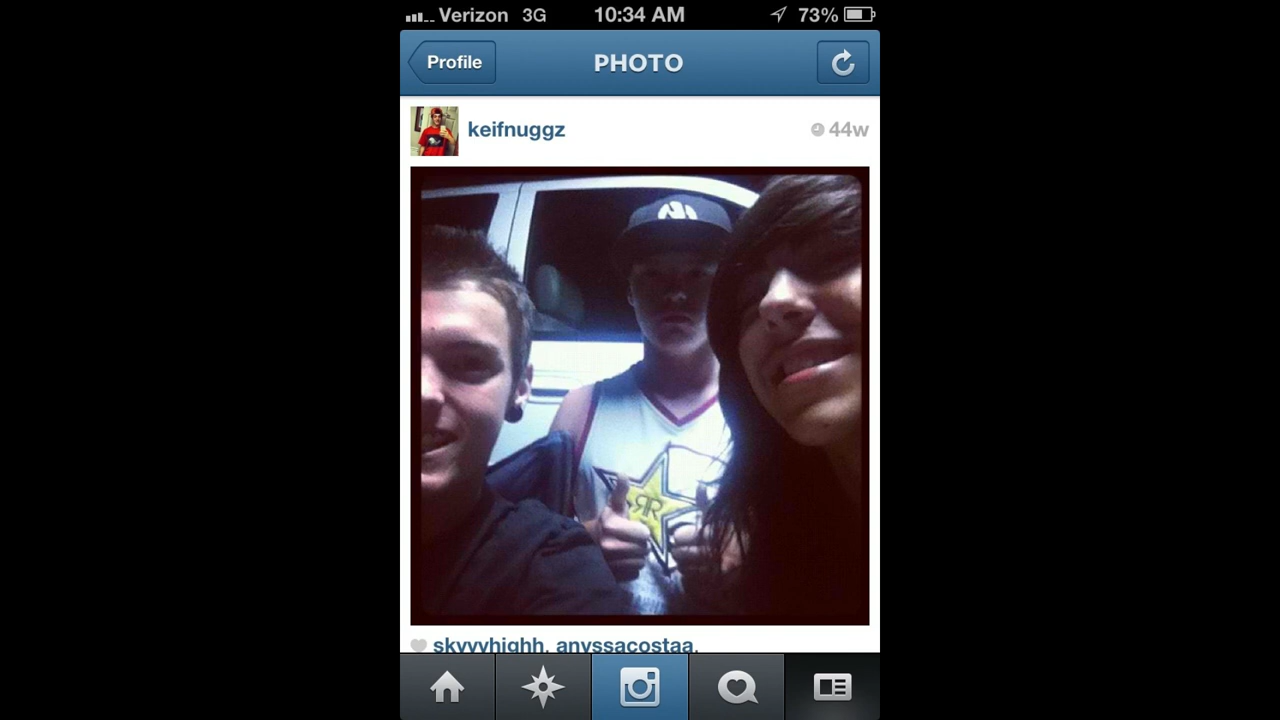 Verizon 3G 10:34 AM 73%
Profile PHOTO
keifnuggz 44w
R
skyyyhighh, anyssacostaa,